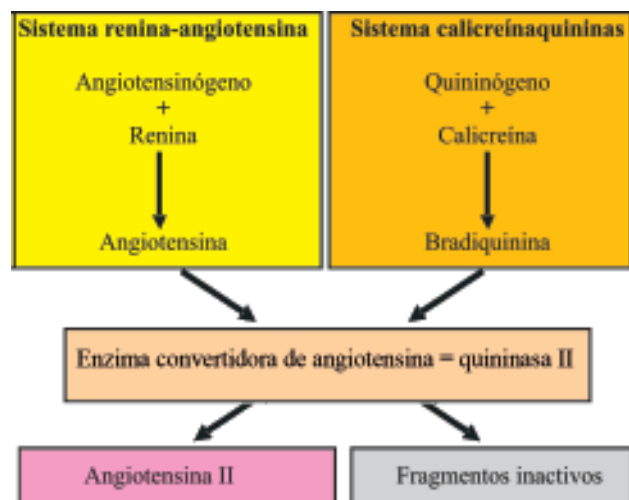 Sistema renina-angiotensina
Angiotensinógeno
+
Renina
Angiotensina
Sistema calicreínaquininas
Quininógeno
+
Calicreína
Bradiquinina
Enzima convertidora de angiotensina = quininasa II
Angiotensina II
Fragmentos inactivos